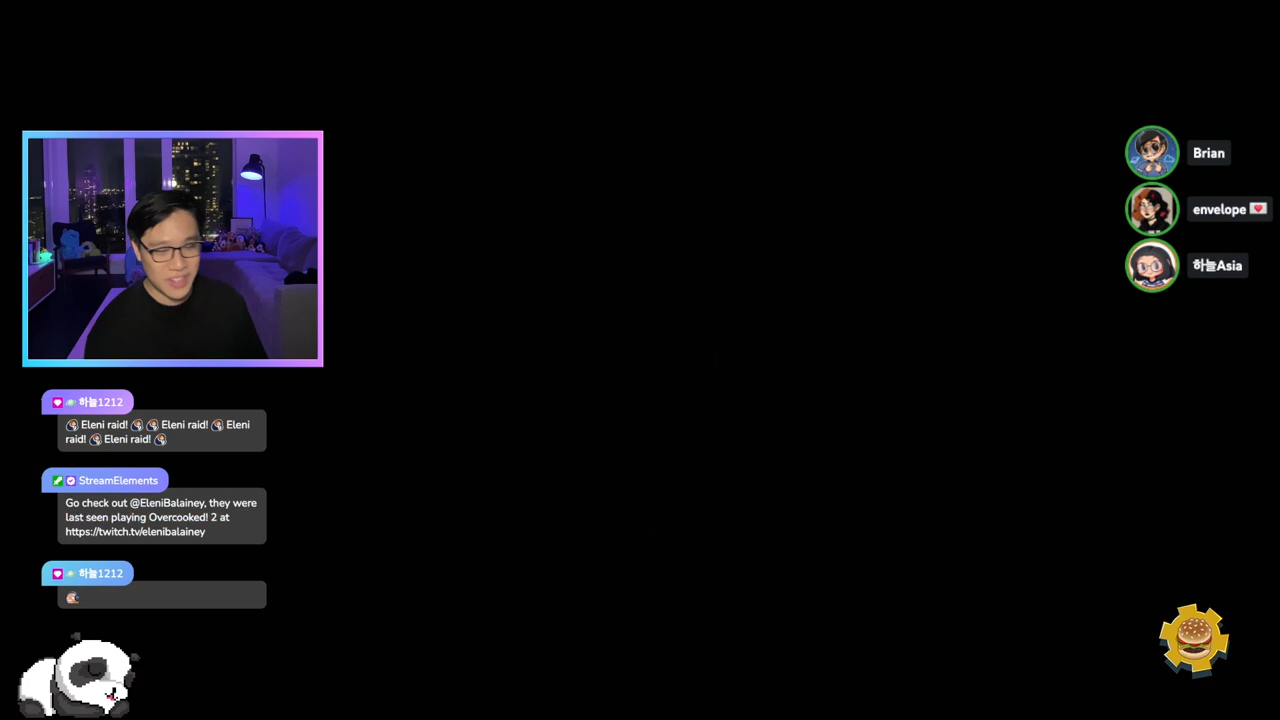 Brian
envelope
하늘Asia
하늘1212
Eleni raid! Eleni raid! Eleni
raid! Eleni raid!
StreamElements
Go check out @EleniBalainey, they were
last seen playing Overcooked! 2 at
https://twitch.tv/elenibalainey
하늘1212